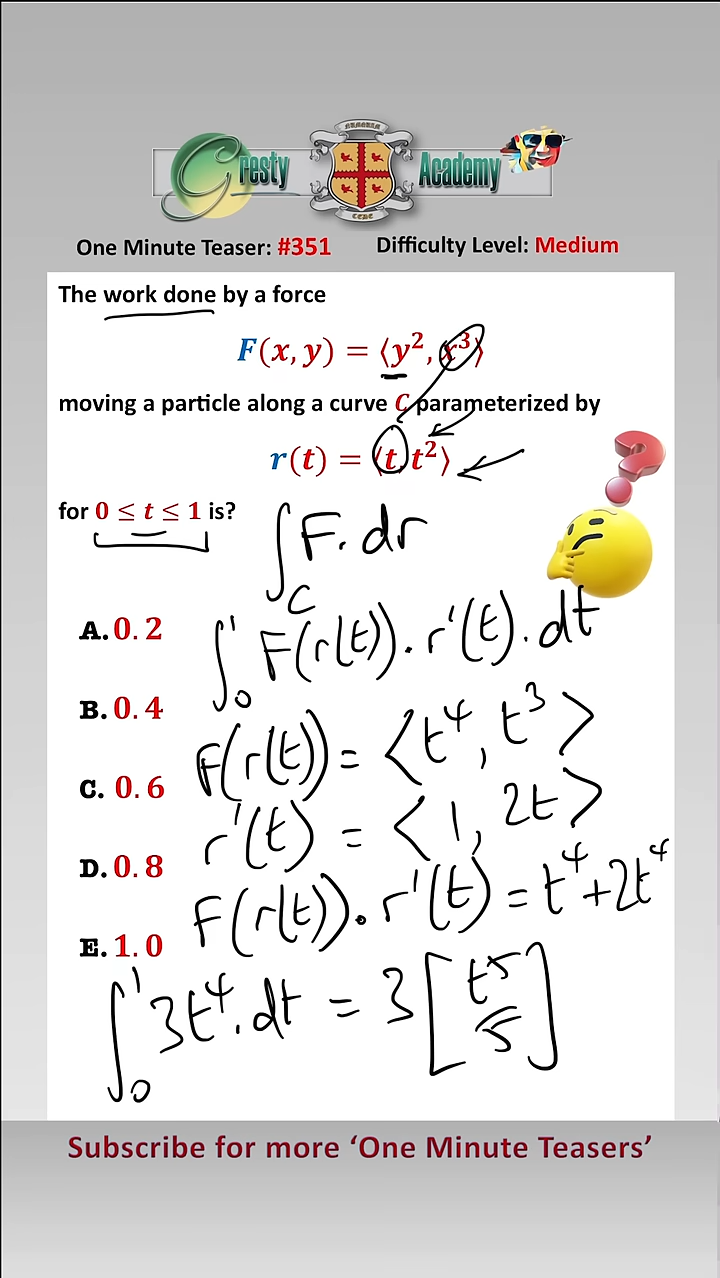 NUMQUAM
Cresty Academy
CEDE
One Minute Teaser: #351 Difficulty Level: Medium
The work done by a force
F(x, y) = ⟨y², x³⟩
moving a particle along a curve C parameterized by
r(t) = ⟨t, t²⟩
for 0 ≤ t ≤ 1 is?
∫_C F. dr
A. 0.2
∫₀¹ F(r(t)) . r'(t). dt
B. 0.4
F(r(t)) = <t⁴, t³>
C. 0.6
r'(t) = <1, 2t>
D. 0.8
F(r(t)) . r'(t) = t⁴+2t⁴
E. 1.0
∫₀¹ 3t⁴. dt = 3 [t⁵/5]
Subscribe for more ‘One Minute Teasers’